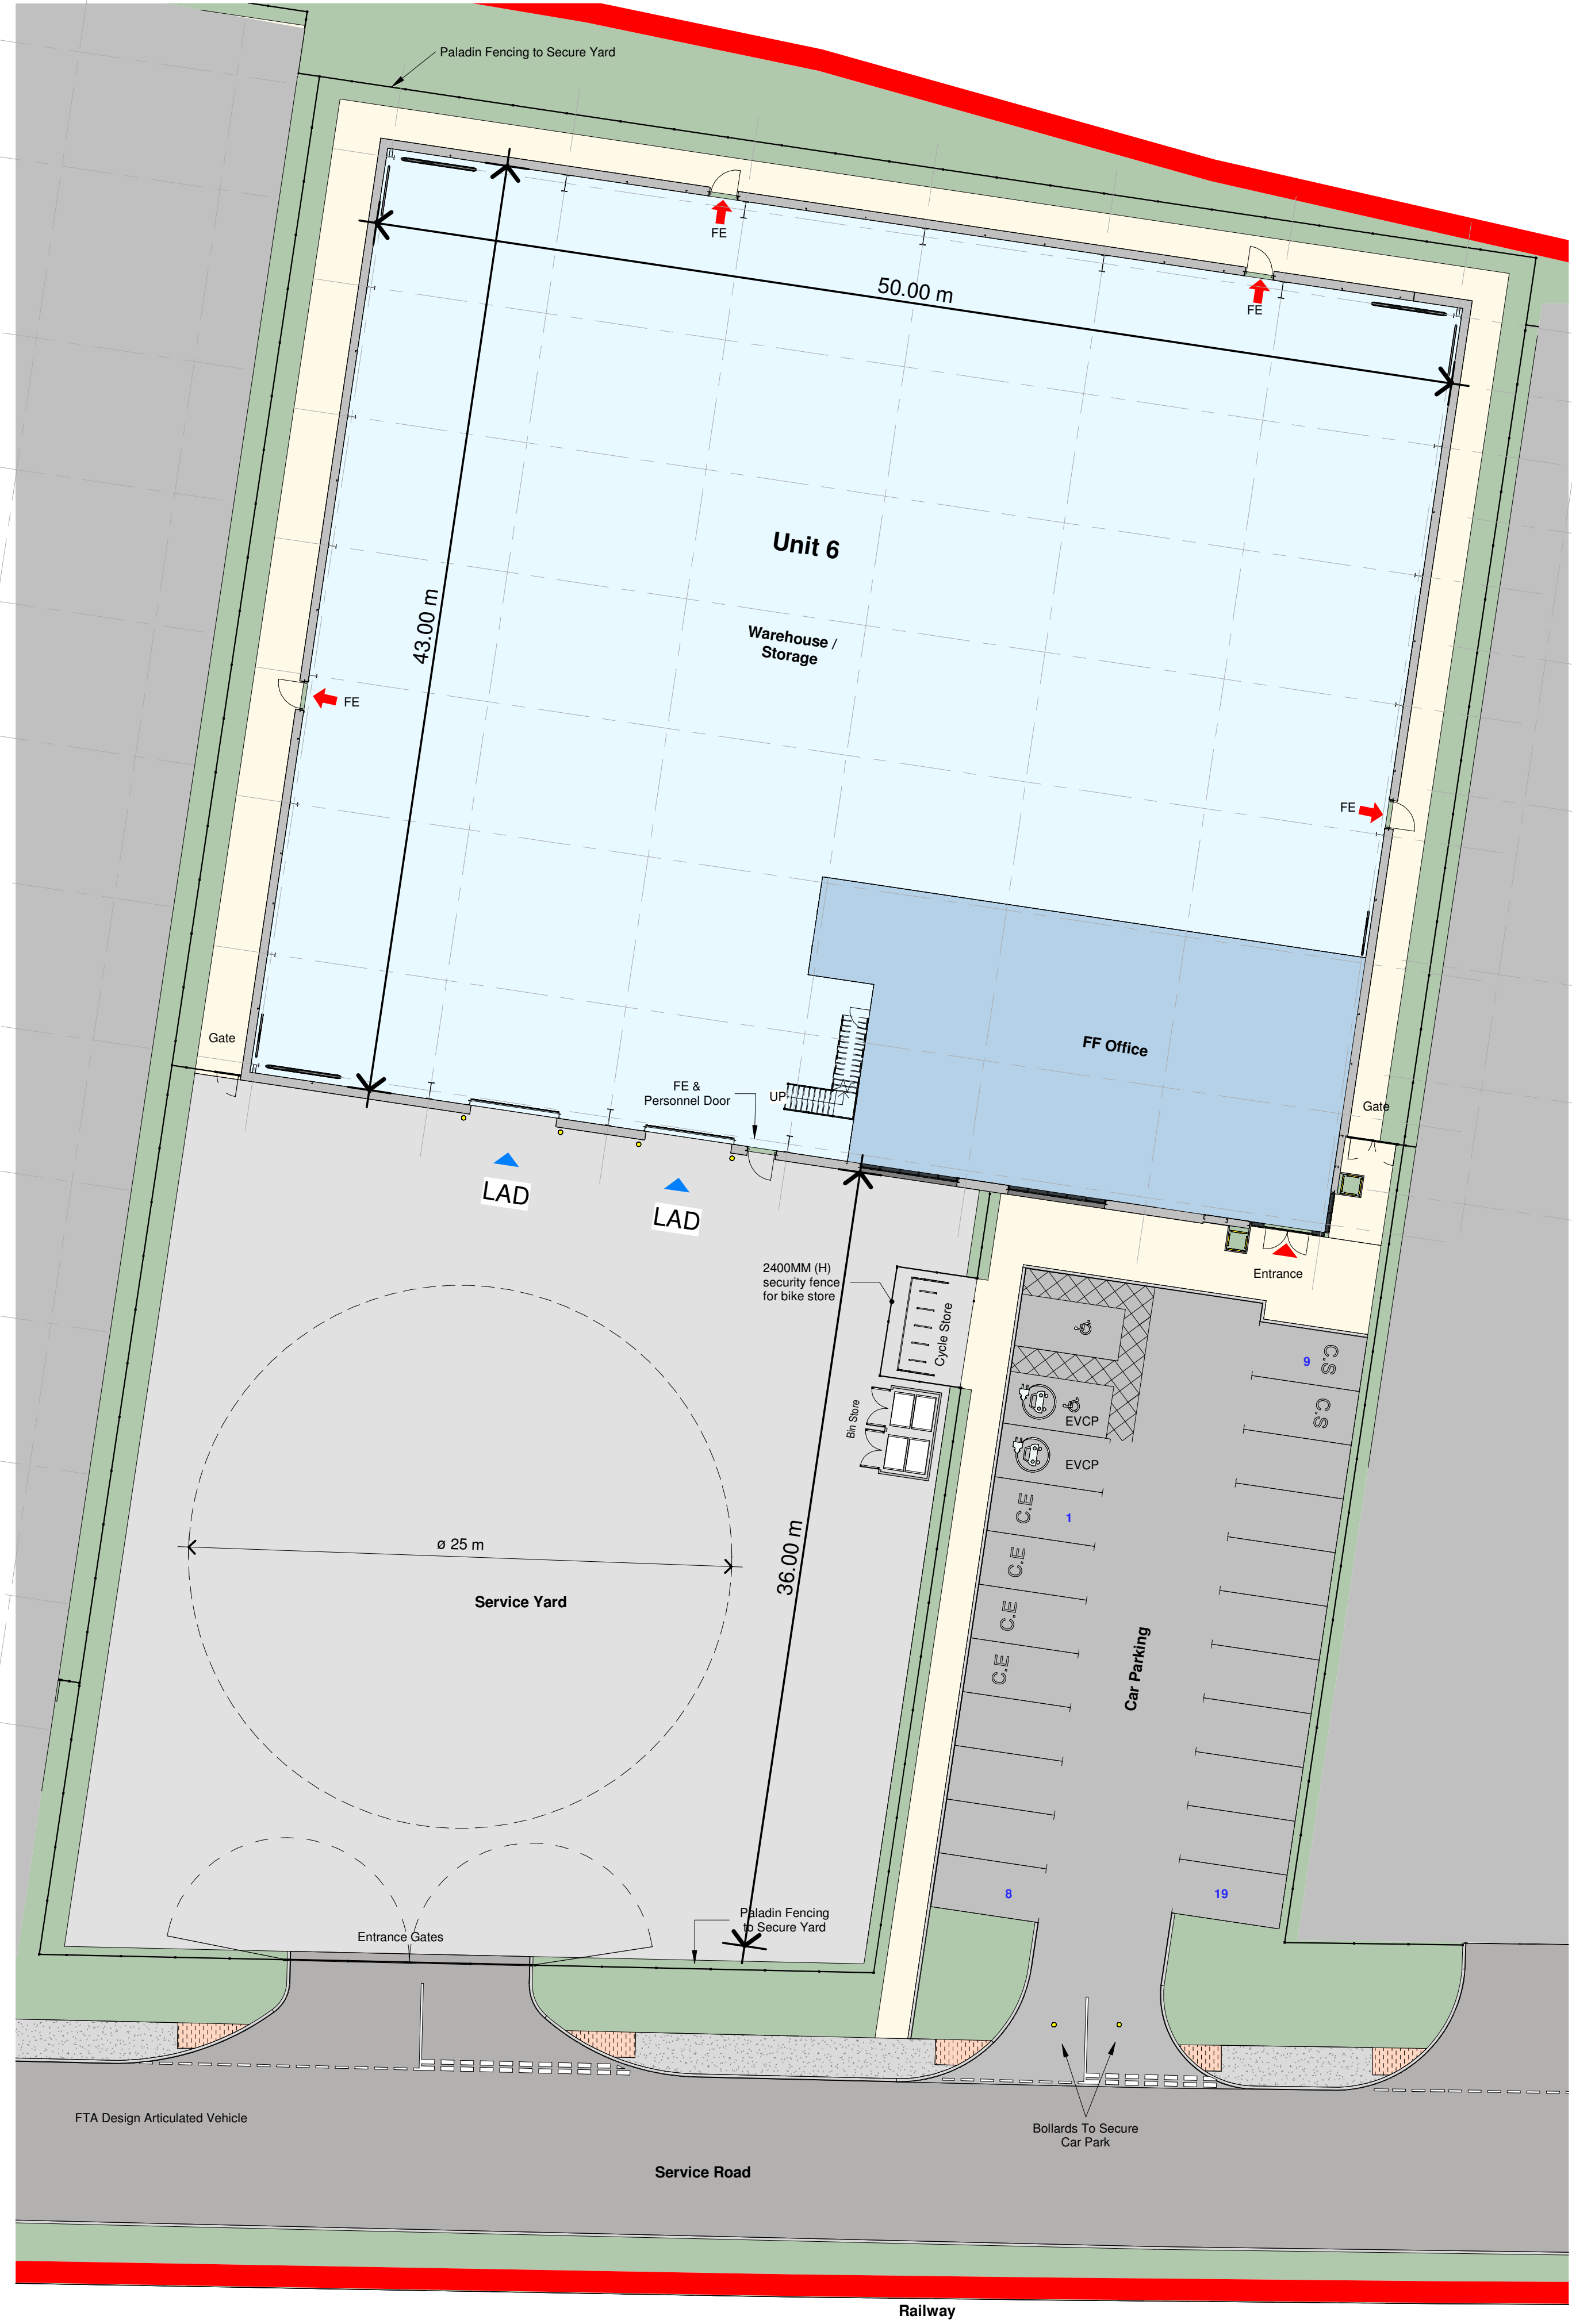 Paladin Fencing to Secure Yard
FE
50.00 m
FE
Unit 6
43.00 m
Warehouse /
Storage
FE
FE
Gate
FF Office
FE &
Personnel Door
UP
Gate
LAD
LAD
2400MM (H)
security fence
for bike store
Entrance
Cycle Store
9
C.S
C.S
Bin Store
EVCP
EVCP
C.E
1
C.E
C.E
C.E
ø 25 m
36.00 m
Service Yard
Car Parking
8
19
Paladin Fencing
to Secure Yard
Entrance Gates
FTA Design Articulated Vehicle
Bollards To Secure
Car Park
Service Road
Railway